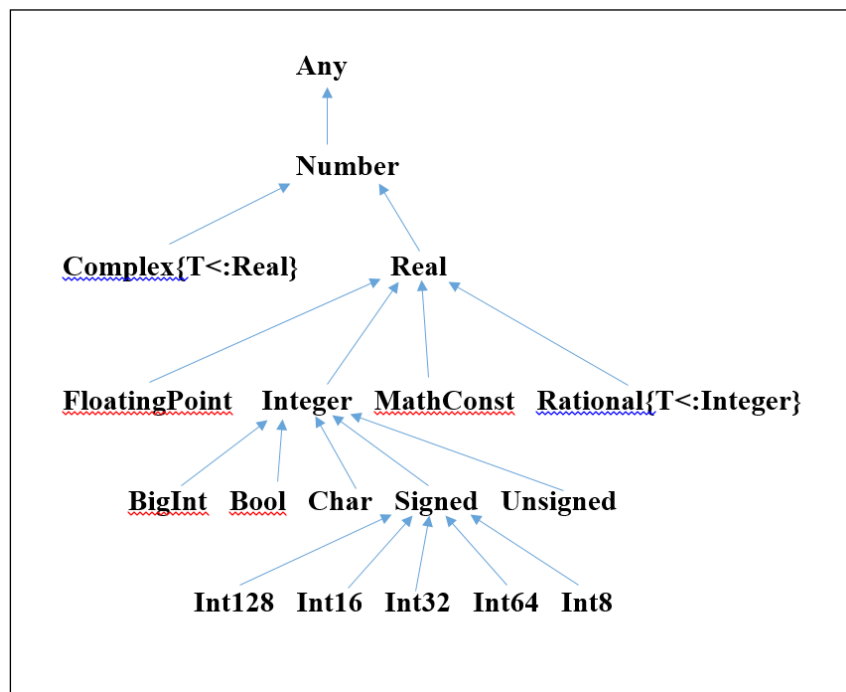 Any
Number
Complex{T<:Real} Real
FloatingPoint Integer MathConst Rational{T<:Integer}
BigInt Bool Char Signed Unsigned
Int128 Int16 Int32 Int64 Int8